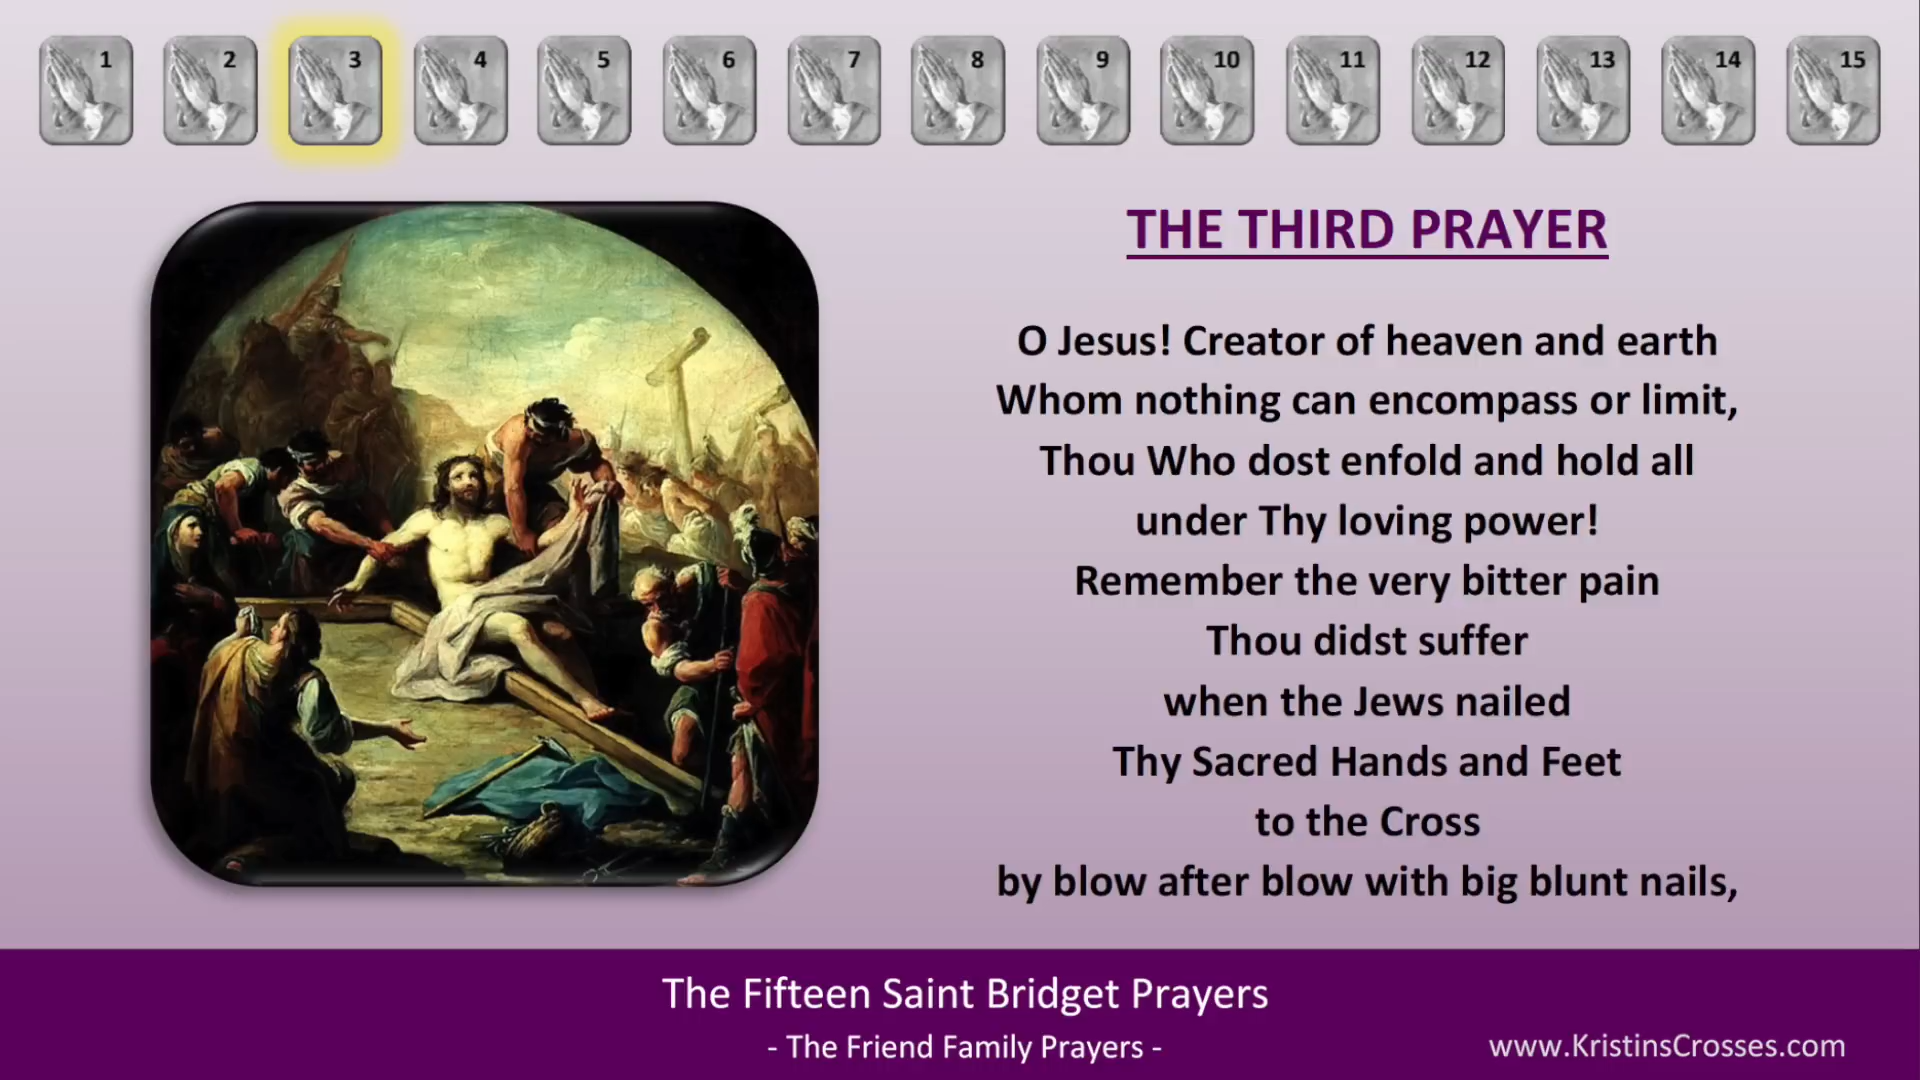 1 2 3 4 5 6 7 8 9 10 11 12 13 14 15
THE THIRD PRAYER
O Jesus! Creator of heaven and earth
Whom nothing can encompass or limit,
Thou Who dost enfold and hold all
under Thy loving power!
Remember the very bitter pain
Thou didst suffer
when the Jews nailed
Thy Sacred Hands and Feet
to the Cross
by blow after blow with big blunt nails,
The Fifteen Saint Bridget Prayers
- The Friend Family Prayers -
www.KristinsCrosses.com